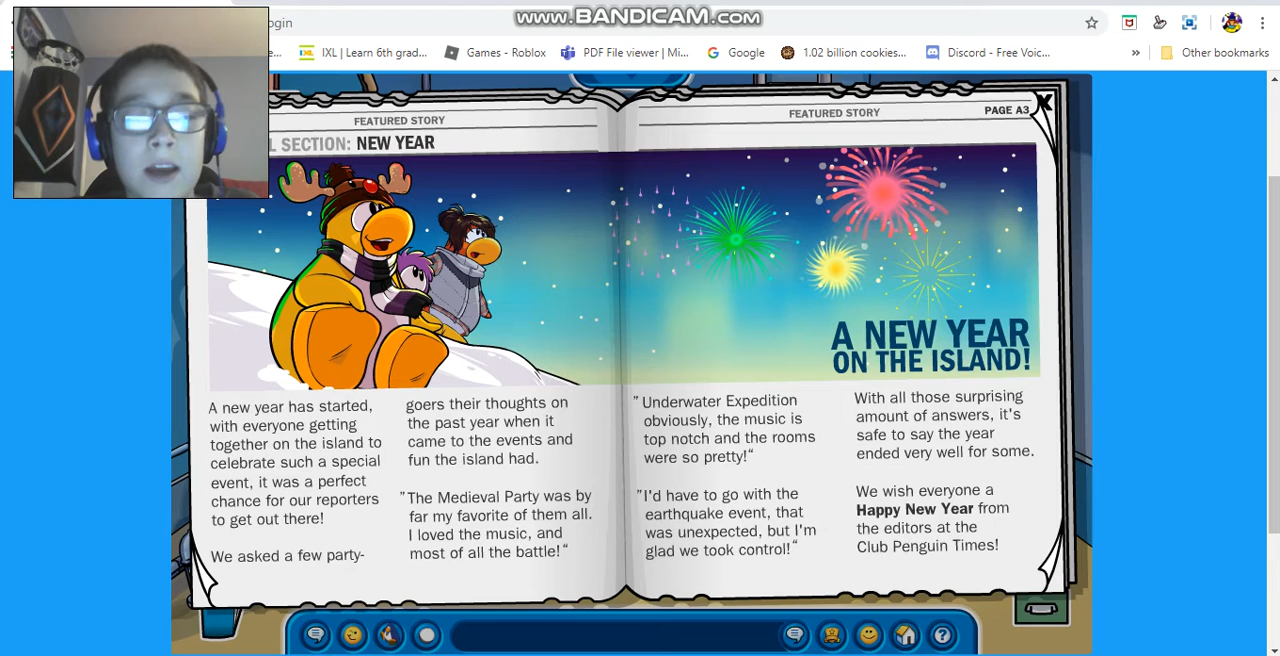 www.BANDICAM.com
ogin
e...
IXL | Learn 6th grad...
Games - Roblox
PDF File viewer | Mi...
Google
1.02 billion cookies...
Discord - Free Voic...
»
Other bookmarks
FEATURED STORY
L SECTION: NEW YEAR
FEATURED STORY
PAGE A3
X
A NEW YEAR
ON THE ISLAND!
A new year has started,
with everyone getting
together on the island to
celebrate such a special
event, it was a perfect
chance for our reporters
to get out there!
We asked a few party-
goers their thoughts on
the past year when it
came to the events and
fun the island had.
"The Medieval Party was by
far my favorite of them all.
I loved the music, and
most of all the battle!"
"Underwater Expedition
obviously, the music is
top notch and the rooms
were so pretty!"
"I'd have to go with the
earthquake event, that
was unexpected, but I'm
glad we took control!"
With all those surprising
amount of answers, it's
safe to say the year
ended very well for some.
We wish everyone a
Happy New Year from
the editors at the
Club Penguin Times!
?